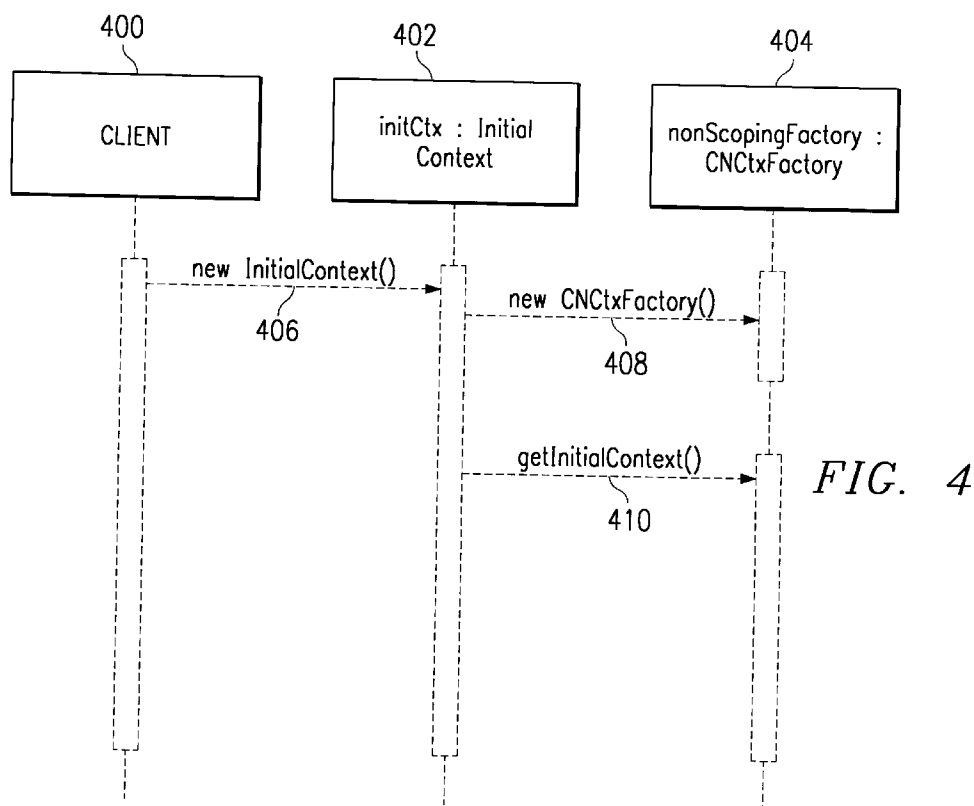 400
402
404
CLIENT
initCtx : Initial
Context
nonScopingFactory :
CNCtxFactory
new InitialContext()
406
new CNCtxFactory()
408
getInitialContext()
410
FIG. 4